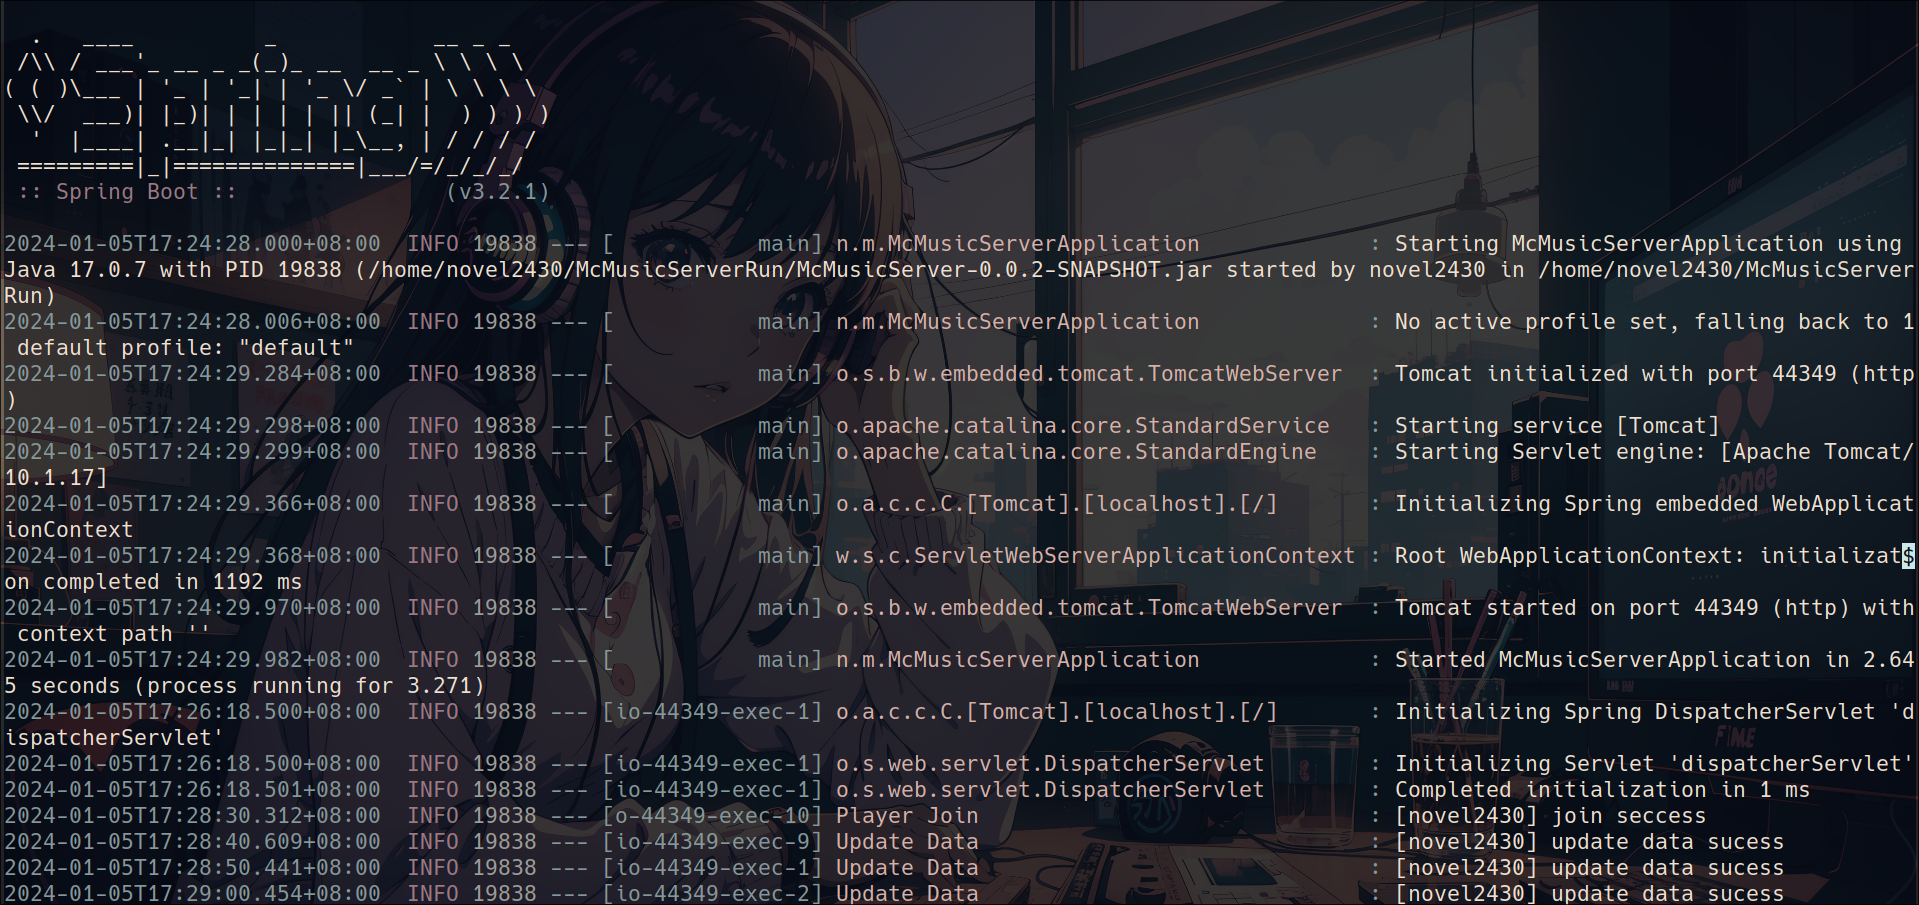 .   ____          _            __ _ _
 /\\ / ___'_ __ _ _(_)_ __  __ _ \ \ \ \
( ( )\___ | '_ | '_| | '_ \/ _` | \ \ \ \
 \\/  ___)| |_)| | | | | || (_| |  ) ) ) )
  '  |____| .__|_| |_|_| |_\__, | / / / /
 =========|_|==============|___/=/_/_/_/
 :: Spring Boot ::                (v3.2.1)
2024-01-05T17:24:28.000+08:00  INFO 19838 --- [           main] n.m.McMusicServerApplication             : Starting McMusicServerApplication using
Java 17.0.7 with PID 19838 (/home/novel2430/McMusicServerRun/McMusicServer-0.0.2-SNAPSHOT.jar started by novel2430 in /home/novel2430/McMusicServer
Run)
2024-01-05T17:24:28.006+08:00  INFO 19838 --- [           main] n.m.McMusicServerApplication             : No active profile set, falling back to 1
 default profile: "default"
2024-01-05T17:24:29.284+08:00  INFO 19838 --- [           main] o.s.b.w.embedded.tomcat.TomcatWebServer  : Tomcat initialized with port 44349 (http
)
2024-01-05T17:24:29.298+08:00  INFO 19838 --- [           main] o.apache.catalina.core.StandardService   : Starting service [Tomcat]
2024-01-05T17:24:29.299+08:00  INFO 19838 --- [           main] o.apache.catalina.core.StandardEngine    : Starting Servlet engine: [Apache Tomcat/
10.1.17]
2024-01-05T17:24:29.366+08:00  INFO 19838 --- [           main] o.a.c.c.C.[Tomcat].[localhost].[/]       : Initializing Spring embedded WebApplicat
ionContext
2024-01-05T17:24:29.368+08:00  INFO 19838 --- [           main] w.s.c.ServletWebServerApplicationContext : Root WebApplicationContext: initializat$
on completed in 1192 ms
2024-01-05T17:24:29.970+08:00  INFO 19838 --- [           main] o.s.b.w.embedded.tomcat.TomcatWebServer  : Tomcat started on port 44349 (http) with
 context path ''
2024-01-05T17:24:29.982+08:00  INFO 19838 --- [           main] n.m.McMusicServerApplication             : Started McMusicServerApplication in 2.64
5 seconds (process running for 3.271)
2024-01-05T17:26:18.500+08:00  INFO 19838 --- [io-44349-exec-1] o.a.c.c.C.[Tomcat].[localhost].[/]       : Initializing Spring DispatcherServlet 'd
ispatcherServlet'
2024-01-05T17:26:18.500+08:00  INFO 19838 --- [io-44349-exec-1] o.s.web.servlet.DispatcherServlet        : Initializing Servlet 'dispatcherServlet'
2024-01-05T17:26:18.501+08:00  INFO 19838 --- [io-44349-exec-1] o.s.web.servlet.DispatcherServlet        : Completed initialization in 1 ms
2024-01-05T17:28:30.312+08:00  INFO 19838 --- [o-44349-exec-10] Player Join                              : [novel2430] join seccess
2024-01-05T17:28:40.609+08:00  INFO 19838 --- [io-44349-exec-9] Update Data                              : [novel2430] update data sucess
2024-01-05T17:28:50.441+08:00  INFO 19838 --- [io-44349-exec-1] Update Data                              : [novel2430] update data sucess
2024-01-05T17:29:00.454+08:00  INFO 19838 --- [io-44349-exec-2] Update Data                              : [novel2430] update data sucess